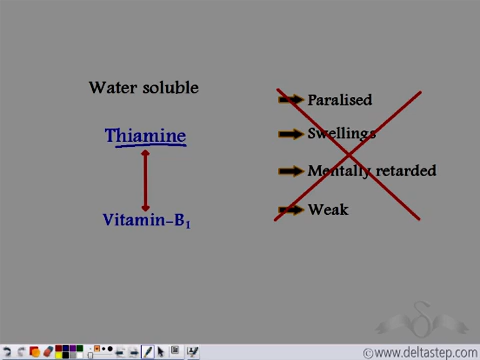 Water soluble
Thiamine
Vitamin-B1
Paralised
Swellings
Mentally retarded
Weak
©www.deltastep.com